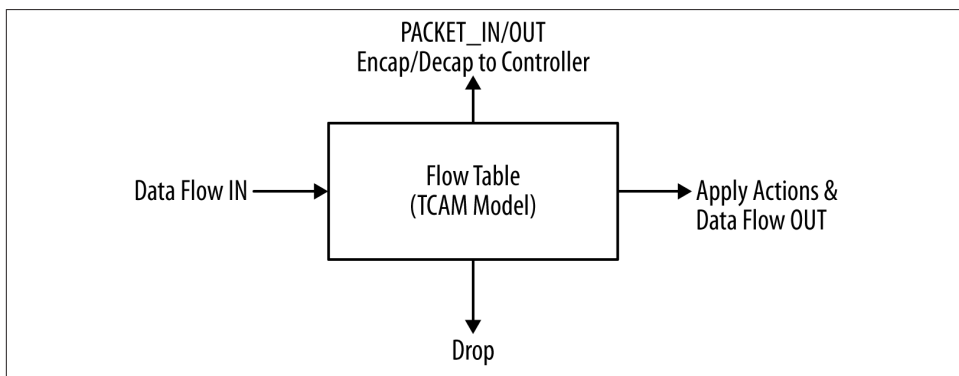 PACKET_IN/OUT
Encap/Decap to Controller
Data Flow IN
Flow Table
(TCAM Model)
Apply Actions &
Data Flow OUT
Drop